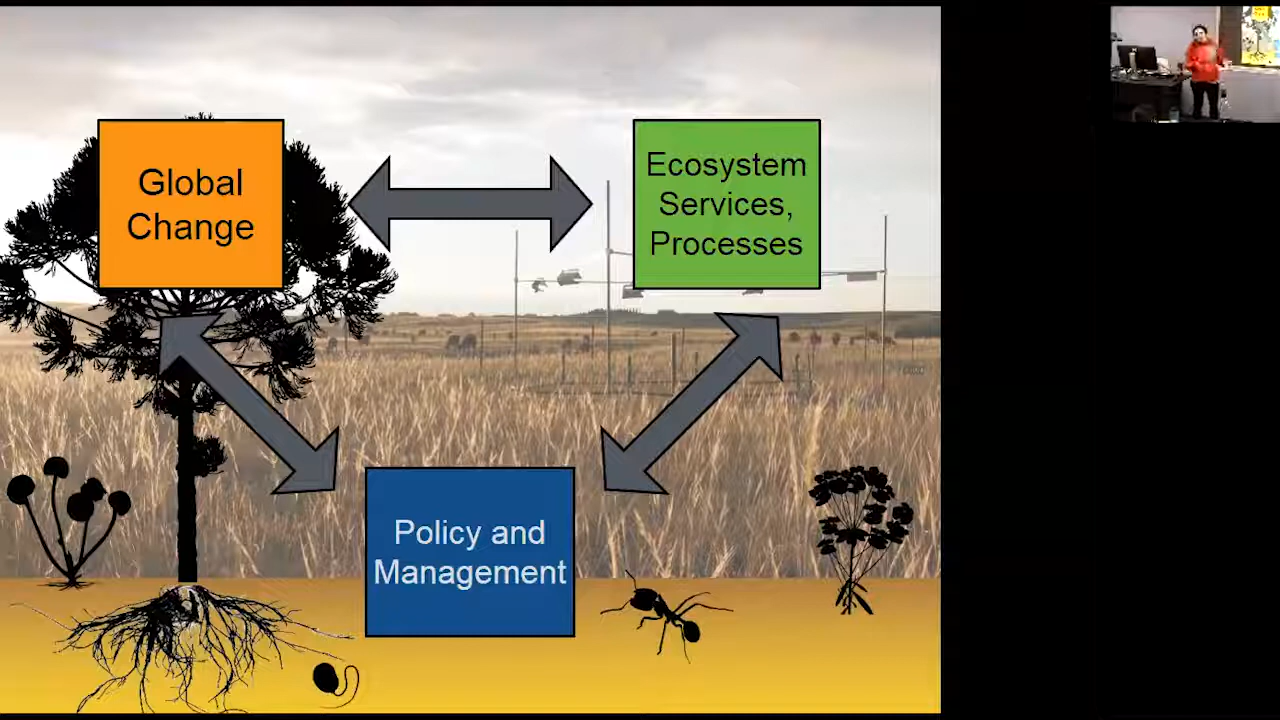 Global
Change
Ecosystem
Services,
Processes
Policy and
Management